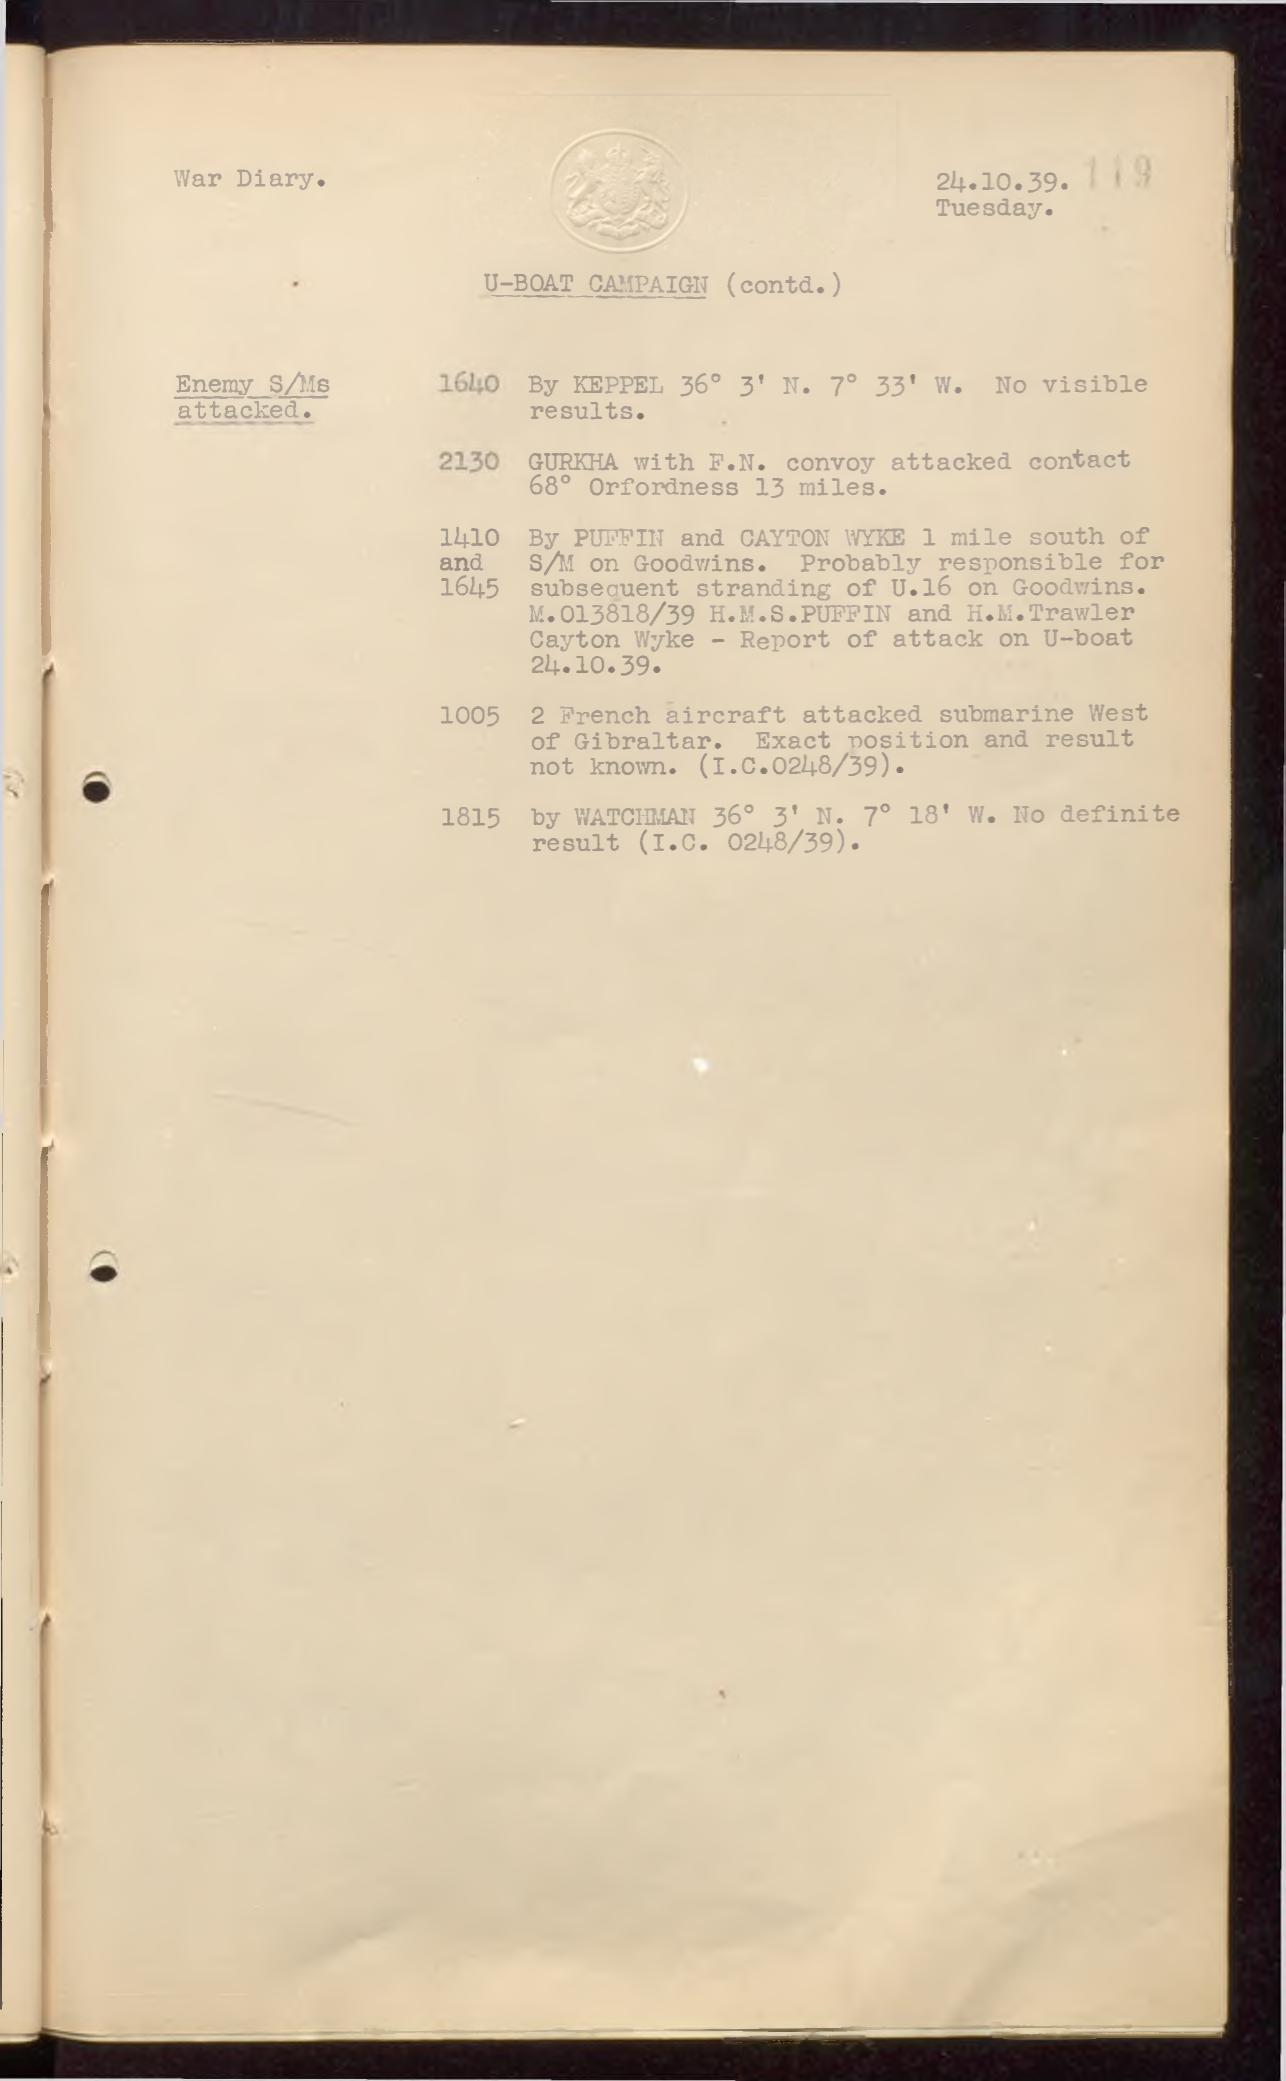 War Diary.
24.10.39. 119
Tuesday.
U-BOAT CAMPAIGN (contd.)
Enemy S/Ms
attacked.
1640 By KEPPEL 36° 3' N. 7° 33' W. No visible
results.
2130 GURKHA with F.N. convoy attacked contact
68° Orfordness 13 miles.
1410 By PUFFIN and CAYTON WYKE 1 mile south of
and S/M on Goodwins. Probably responsible for
1645 subsequent stranding of U.16 on Goodwins.
M.013818/39 H.M.S.PUFFIN and H.M.Trawler
Cayton Wyke - Report of attack on U-boat
24.10.39.
1005 2 French aircraft attacked submarine West
of Gibraltar. Exact position and result
not known. (I.C.0248/39).
1815 by WATCHMAN 36° 3' N. 7° 18' W. No definite
result (I.C. 0248/39).